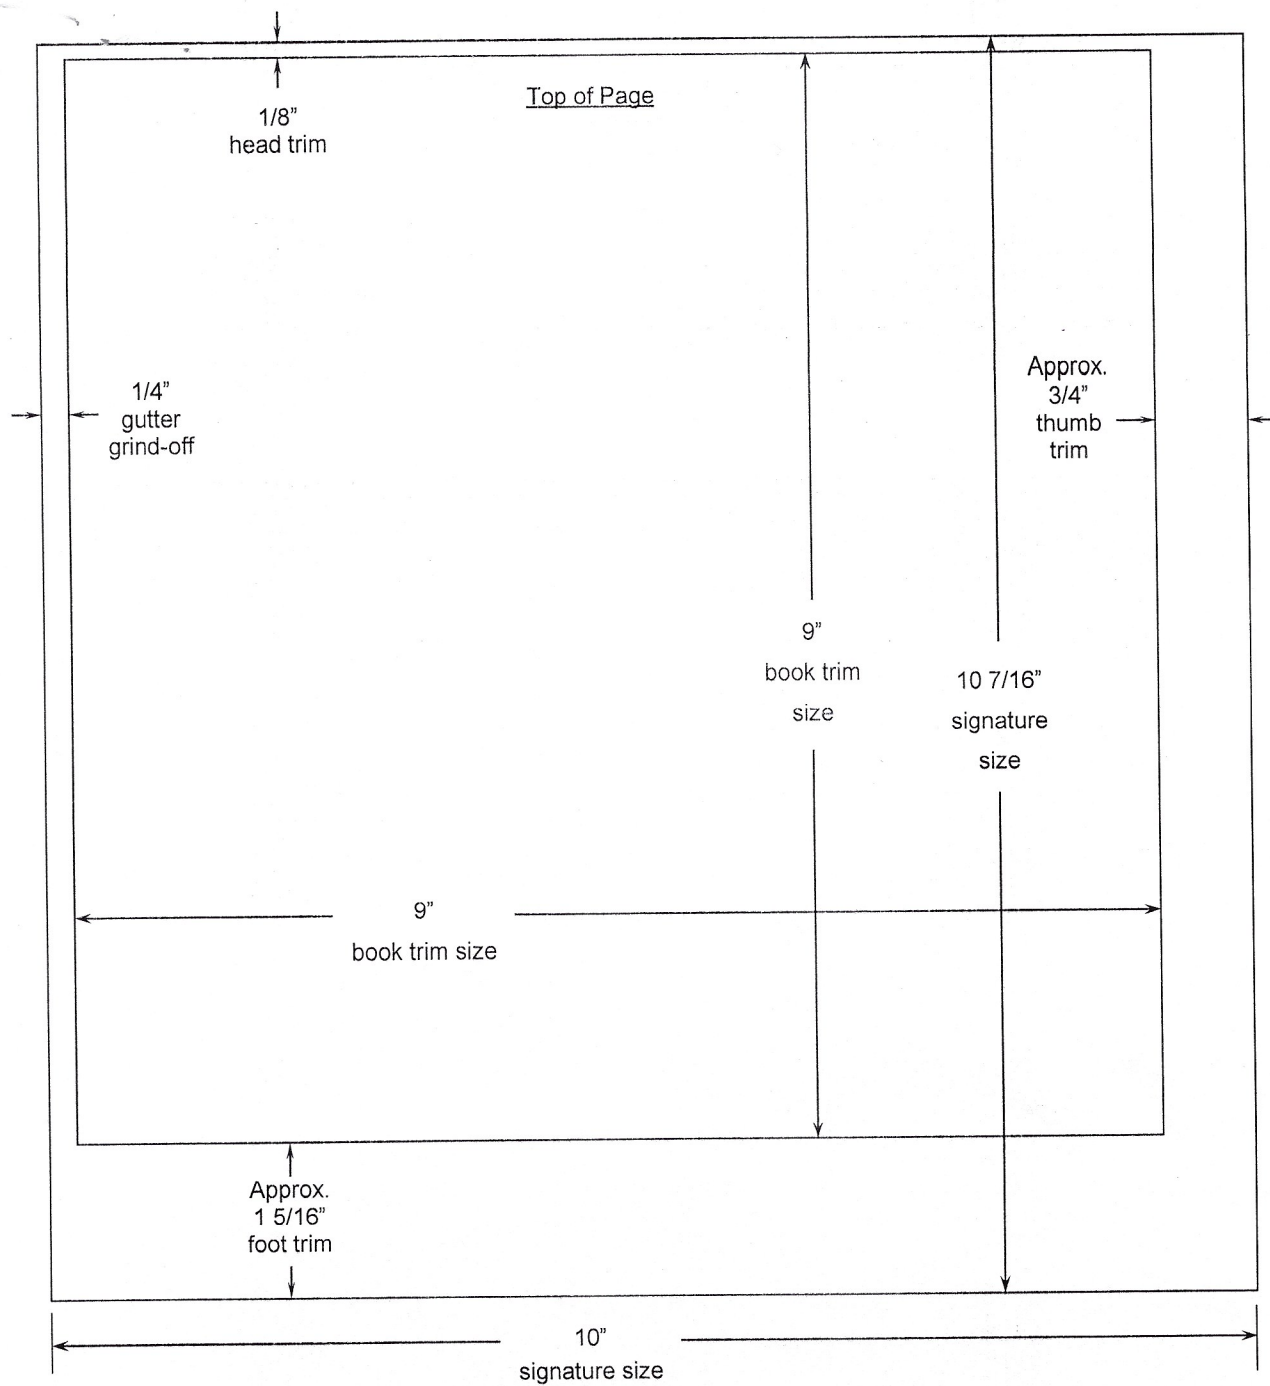 Top of Page
1/8"
head trim
1/4"
gutter
grind-off
Approx.
3/4"
thumb
trim
9"
book trim
size
10 7/16"
signature
size
9"
book trim size
Approx.
1 5/16"
foot trim
10"
signature size